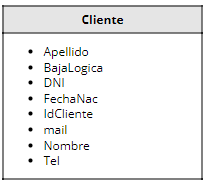 Cliente
Apellido
BajaLogica
DNI
FechaNac
IdCliente
mail
Nombre
Tel